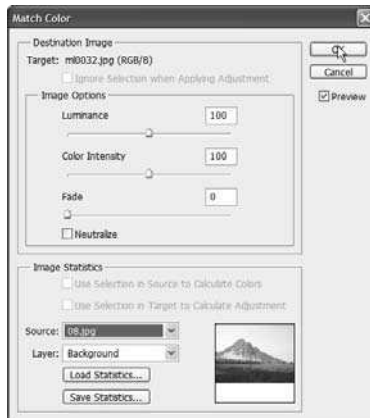 Match Color
Destination Image
Target: ml0032.jpg (RGB/8)
Ignore Selection when Applying Adjustment
Image Options
Luminance 100
Color Intensity 100
Fade 0
Neutralize
OK
Cancel
Preview
Image Statistics
Use Selection in Source to Calculate Colors
Use Selection in Target to Calculate Adjustment
Source: 08.jpg
Layer: Background
Load Statistics...
Save Statistics...